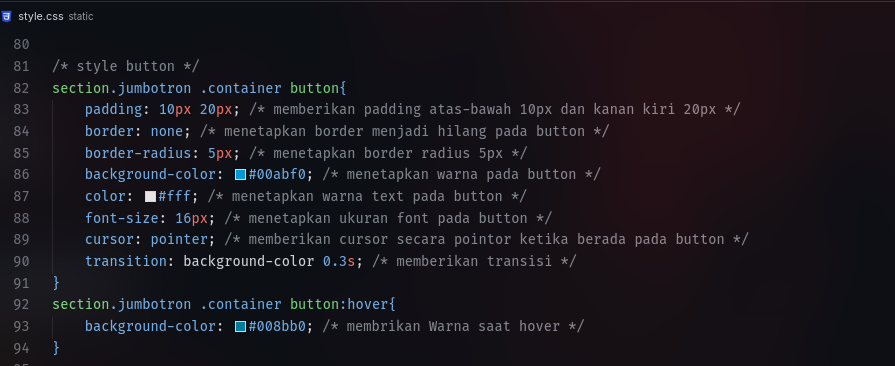 style.css static
80
81 /* style button */
82 section.jumbotron .container button{
83 padding: 10px 20px; /* memberikan padding atas-bawah 10px dan kanan kiri 20px */
84 border: none; /* menetapkan border menjadi hilang pada button */
85 border-radius: 5px; /* menetapkan border radius 5px */
86 background-color: #00abf0; /* menetapkan warna pada button */
87 color: #fff; /* menetapkan warna text pada button */
88 font-size: 16px; /* menetapkan ukuran font pada button */
89 cursor: pointer; /* memberikan cursor secara pointor ketika berada pada button */
90 transition: background-color 0.3s; /* memberikan transisi */
91 }
92 section.jumbotron .container button:hover{
93 background-color: #008bb0; /* membrikan Warna saat hover */
94 }